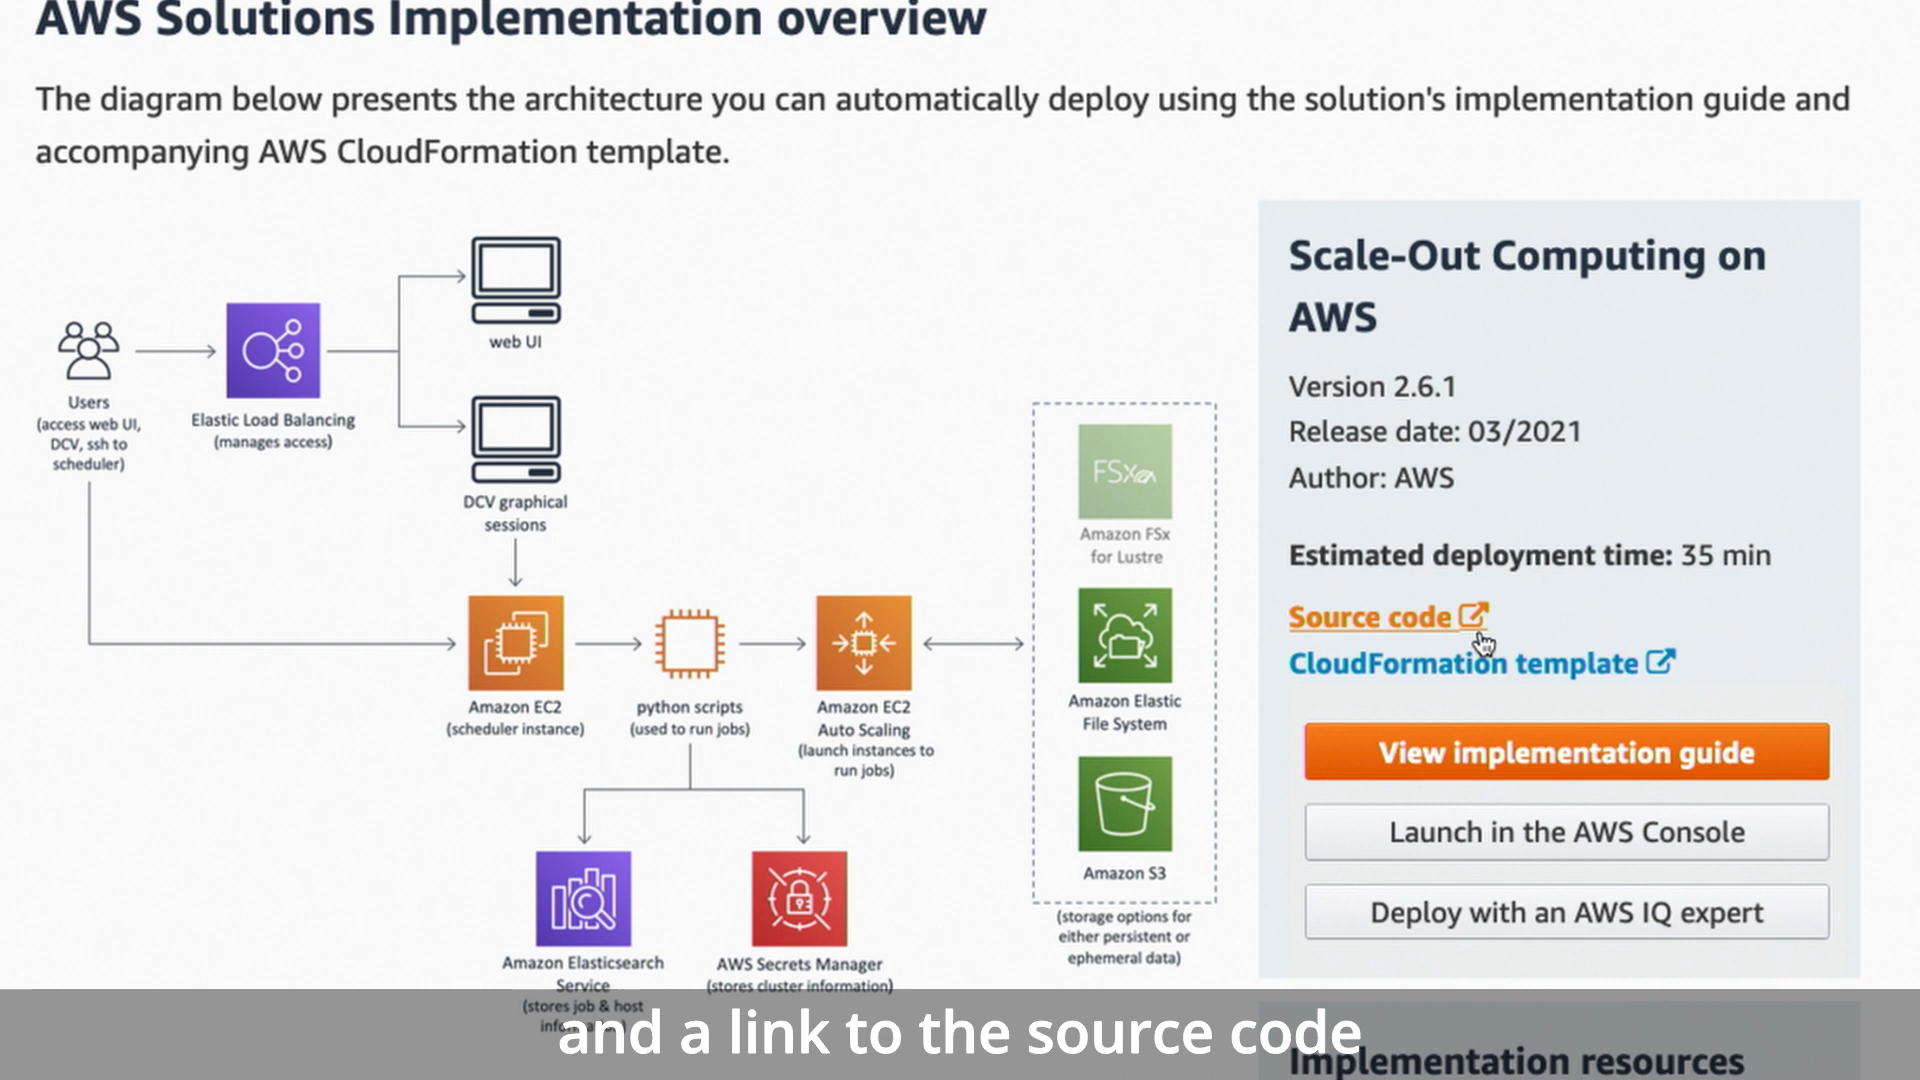 AWS Solutions Implementation overview
The diagram below presents the architecture you can automatically deploy using the solution's implementation guide and
accompanying AWS CloudFormation template.
web UI
Users
(access web UI,
DCV, ssh to
scheduler)
Elastic Load Balancing
(manages access)
DCV graphical
sessions
Amazon EC2
(scheduler instance)
python scripts
(used to run jobs)
Amazon EC2
Auto Scaling
(launch instances to
run jobs)
FSx
Amazon FSx
for Lustre
Amazon Elastic
File System
Amazon S3
(storage options for
either persistent or
ephemeral data)
Amazon Elasticsearch
Service
(stores job & host
AWS Secrets Manager
(stores cluster information)
Scale-Out Computing on
AWS
Version 2.6.1
Release date: 03/2021
Author: AWS
Estimated deployment time: 35 min
Source code
CloudFormation template
View implementation guide
Launch in the AWS Console
Deploy with an AWS IQ expert
Implementation resources
and a link to the source code